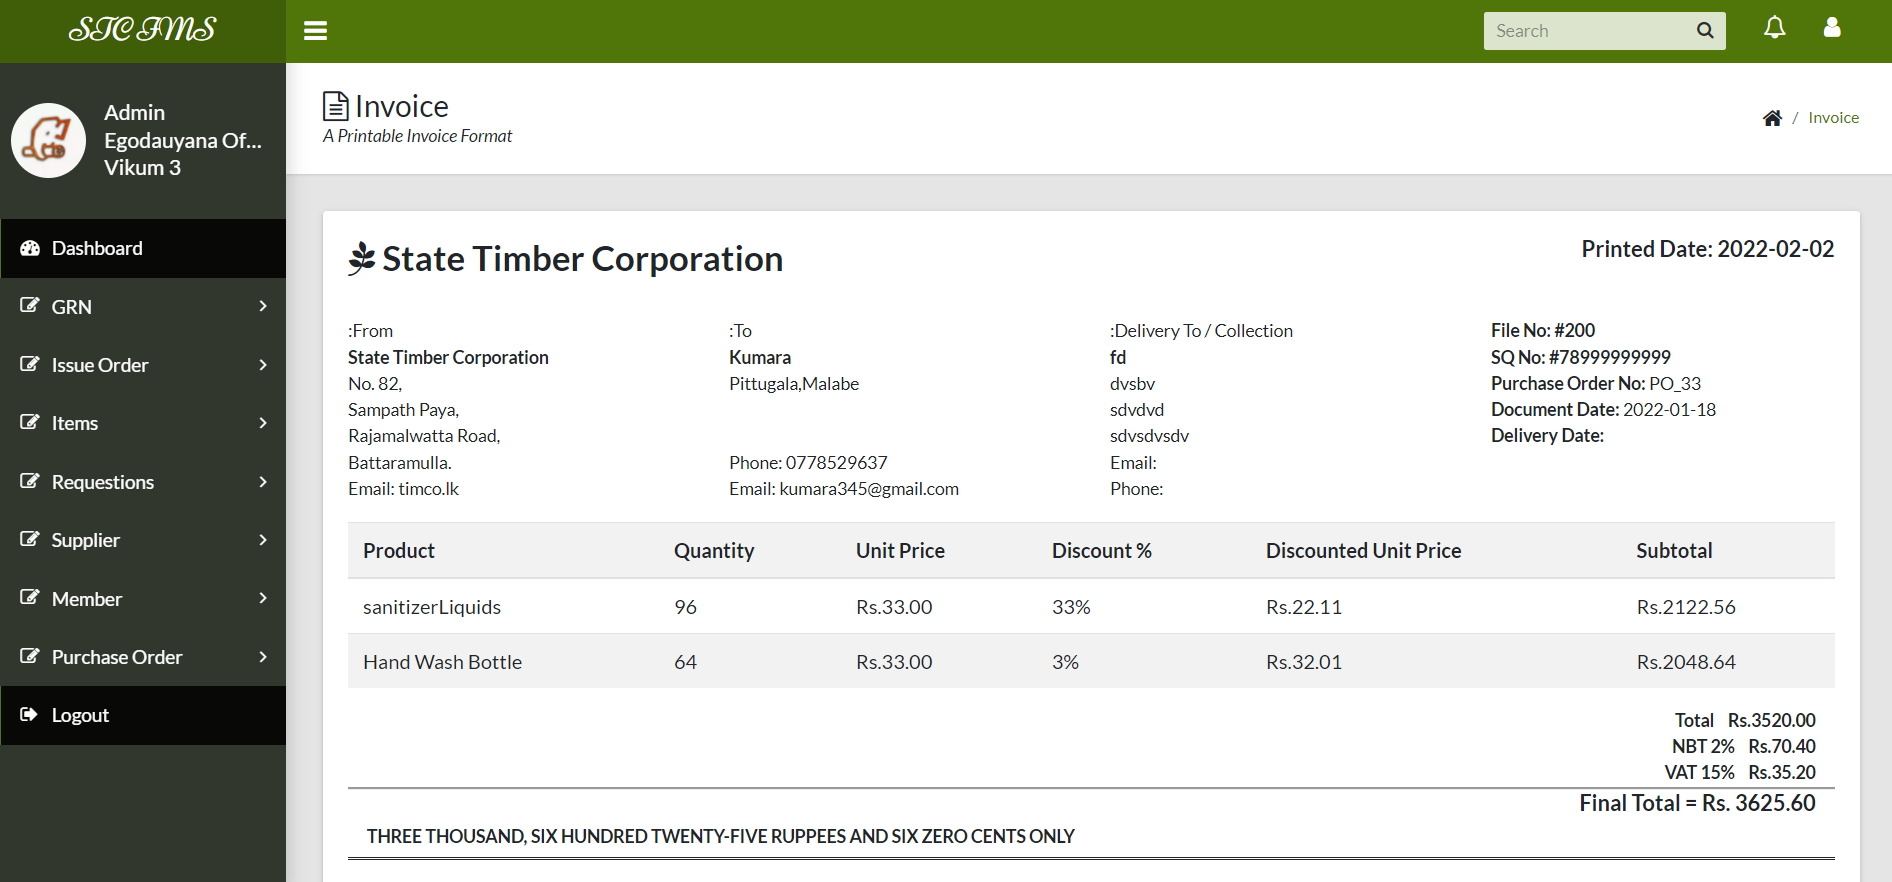 STC FMS
Search
Admin
Egodauyana Of...
Vikum 3
Dashboard
GRN
Issue Order
Items
Requestions
Supplier
Member
Purchase Order
Logout
Invoice
A Printable Invoice Format
/ Invoice
State Timber Corporation
Printed Date: 2022-02-02
:From
State Timber Corporation
No. 82,
Sampath Paya,
Rajamalwatta Road,
Battaramulla.
Email: timco.lk
:To
Kumara
Pittugala,Malabe
Phone: 0778529637
Email: kumara345@gmail.com
:Delivery To / Collection
fd
dvsbv
sdvdvd
sdvsdvsdv
Email:
Phone:
File No: #200
SQ No: #78999999999
Purchase Order No: PO_33
Document Date: 2022-01-18
Delivery Date:
Product Quantity Unit Price Discount % Discounted Unit Price Subtotal
sanitizerLiquids 96 Rs.33.00 33% Rs.22.11 Rs.2122.56
Hand Wash Bottle 64 Rs.33.00 3% Rs.32.01 Rs.2048.64
Total Rs.3520.00
NBT 2% Rs.70.40
VAT 15% Rs.35.20
Final Total = Rs. 3625.60
THREE THOUSAND, SIX HUNDRED TWENTY-FIVE RUPPEES AND SIX ZERO CENTS ONLY